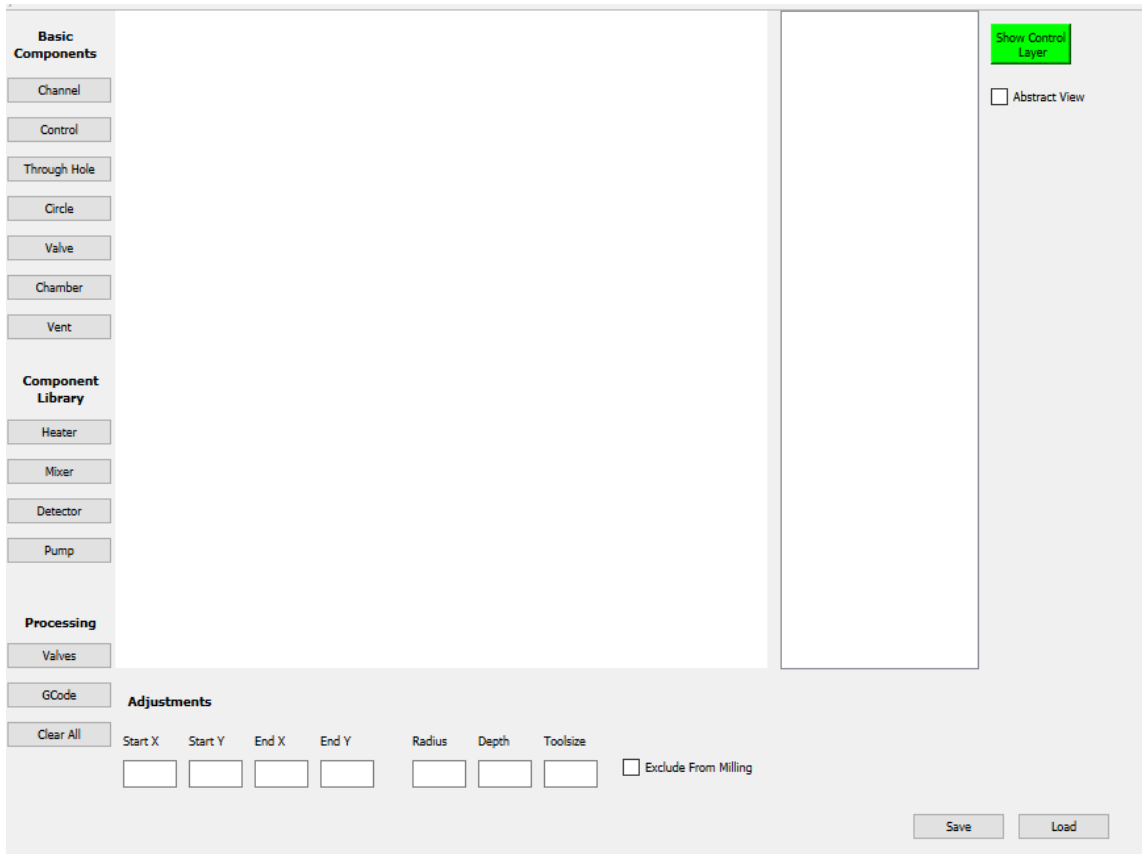 Basic
Components
Channel
Control
Through Hole
Circle
Valve
Chamber
Vent
Component
Library
Heater
Mixer
Detector
Pump
Processing
Valves
GCode
Clear All
Show Control
Layer
Abstract View
Adjustments
Start X Start Y End X End Y Radius Depth Toolsize
Exclude From Milling
Save Load